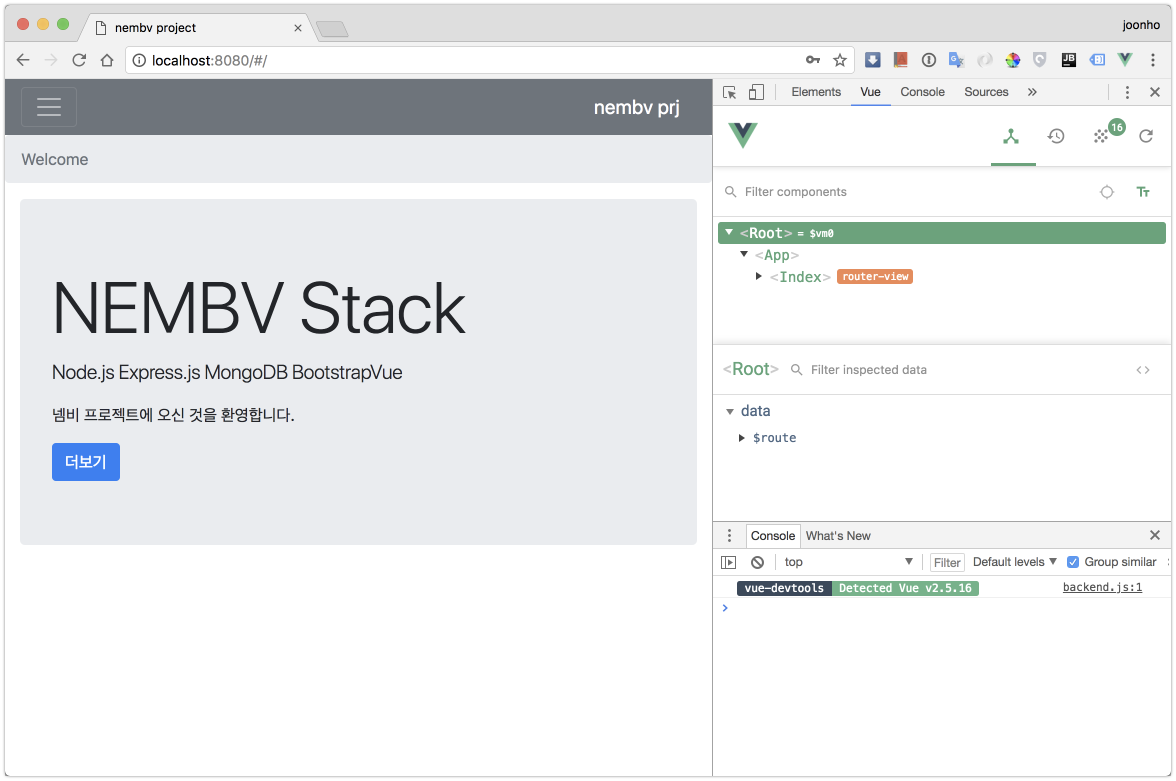 nembv project
joonho
localhost:8080/#/
nembv prj
Welcome
NEMBV Stack
Node.js Express.js MongoDB BootstrapVue
넴비 프로젝트에 오신 것을 환영합니다.
더보기
Elements Vue Console Sources »
16
Filter components
<Root> = $vm0
<App>
<Index> router-view
<Root> Filter inspected data
data
$route
Console What's New
top Filter Default levels Group similar
vue-devtools Detected Vue v2.5.16 backend.js:1